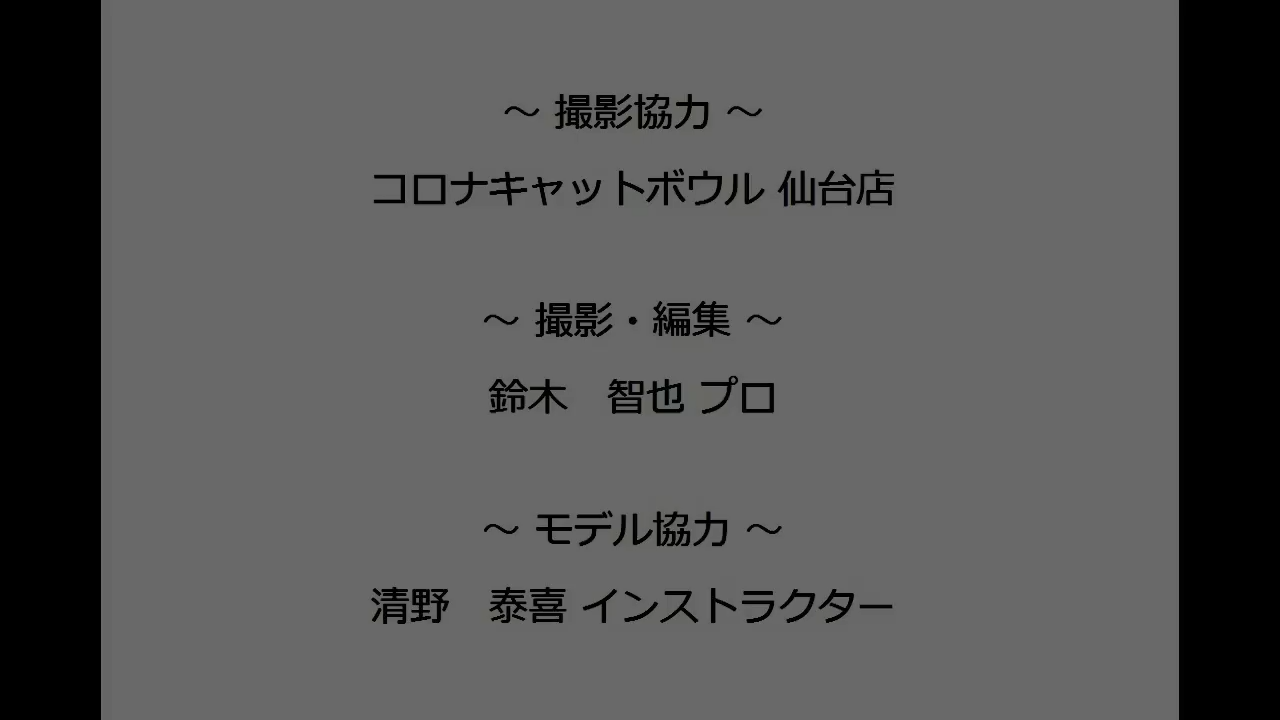 ～ 撮影協力 ～
コロナキャットボウル 仙台店
～ 撮影・編集 ～
鈴木　智也 プロ
～ モデル協力 ～
清野　泰喜 インストラクター